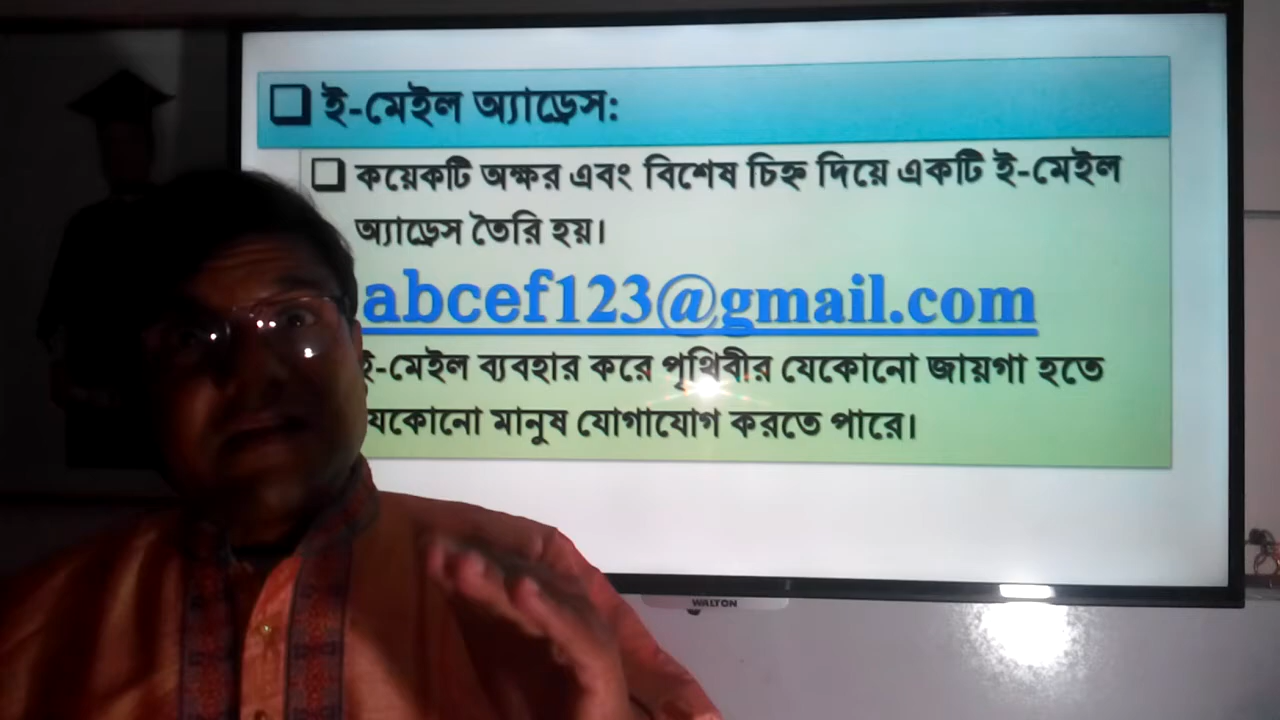 ই-মেইল অ্যাড্রেস:
কয়েকটি অক্ষর এবং বিশেষ চিহ্ন দিয়ে একটি ই-মেইল
অ্যাড্রেস তৈরি হয়।
abcef123@gmail.com
ই-মেইল ব্যবহার করে পৃথিবীর যেকোনো জায়গা হতে
যেকোনো মানুষ যোগাযোগ করতে পারে।
WALTON